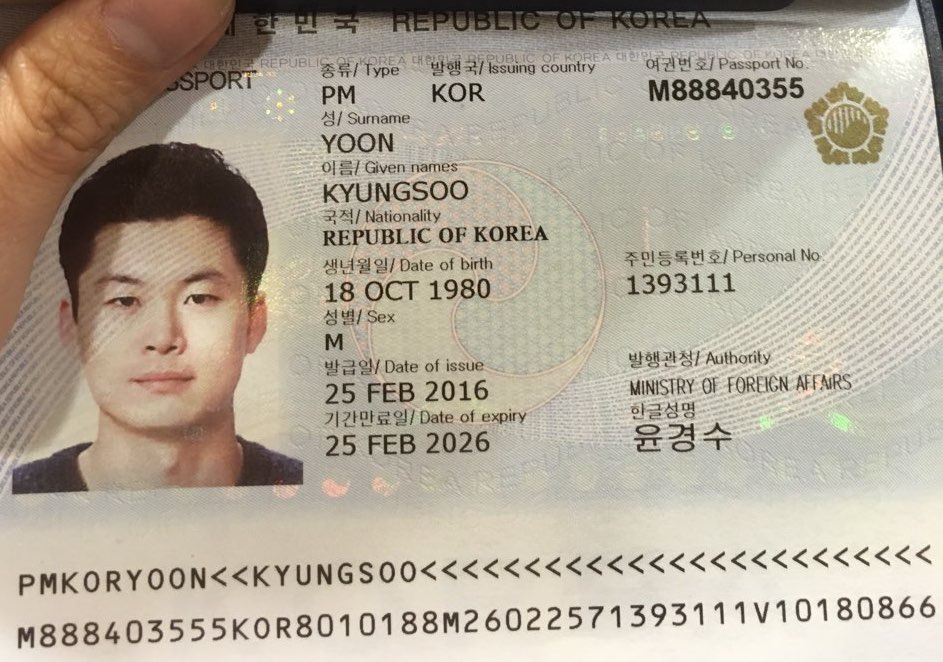 한민국 REPUBLIC OF KOREA
SSPORT
종류/ Type 발행국/ Issuing country 여권번호/ Passport No.
PM KOR M88840355
성/ Surname
YOON
이름/ Given names
KYUNGSOO
국적/ Nationality
REPUBLIC OF KOREA
생년월일/ Date of birth 주민등록번호/ Personal No.
18 OCT 1980 1393111
성별/ Sex
M
발급일/ Date of issue 발행관청/ Authority
25 FEB 2016 MINISTRY OF FOREIGN AFFAIRS
기간만료일/ Date of expiry 한글성명
25 FEB 2026 윤경수
PMKORYOON<<KYUNGSOO<<<<<<<<<<<<<<<<<<<<<<<<<
M888403555KOR8010188M26022571393111V10180866